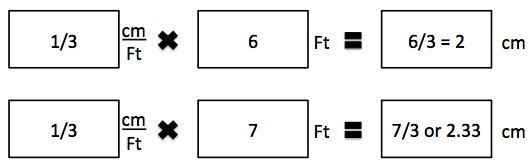 1/3 cm/Ft ✖ 6 Ft = 6/3 = 2 cm
1/3 cm/Ft ✖ 7 Ft = 7/3 or 2.33 cm